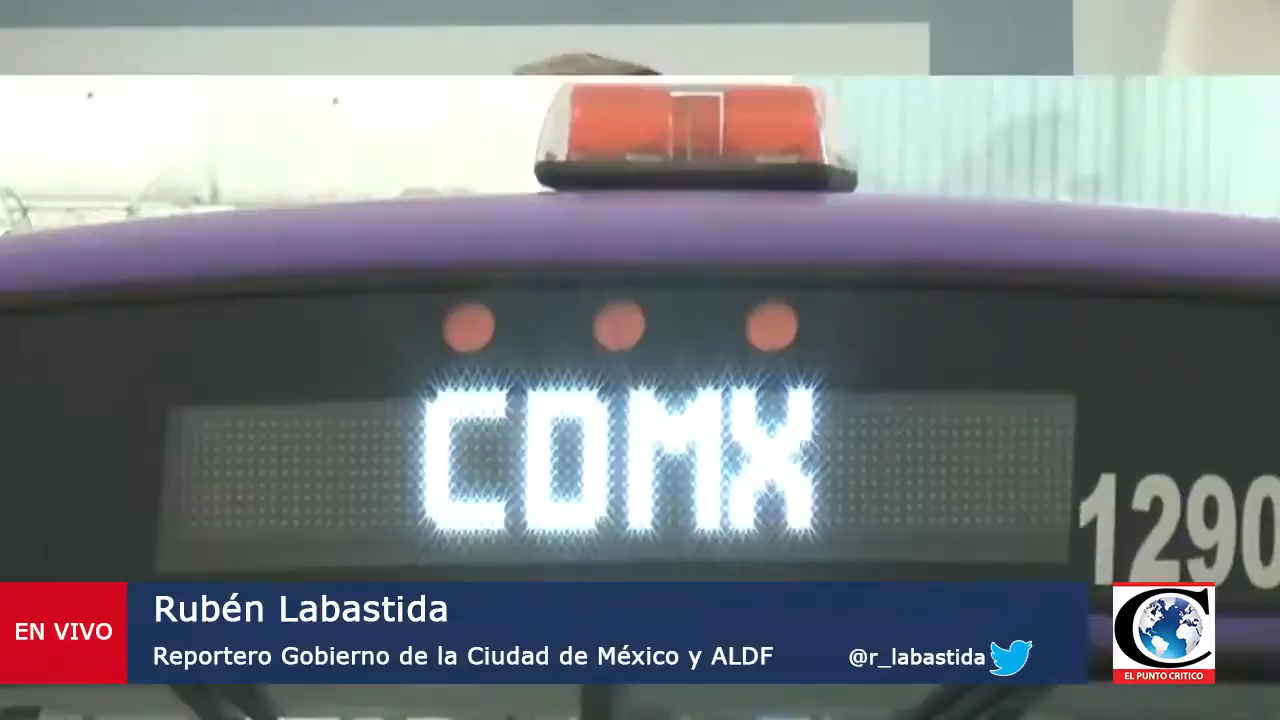 CDMX
1290
EN VIVO
Rubén Labastida
Reportero Gobierno de la Ciudad de México y ALDF
@r_labastida
C
EL PUNTO CRITICO